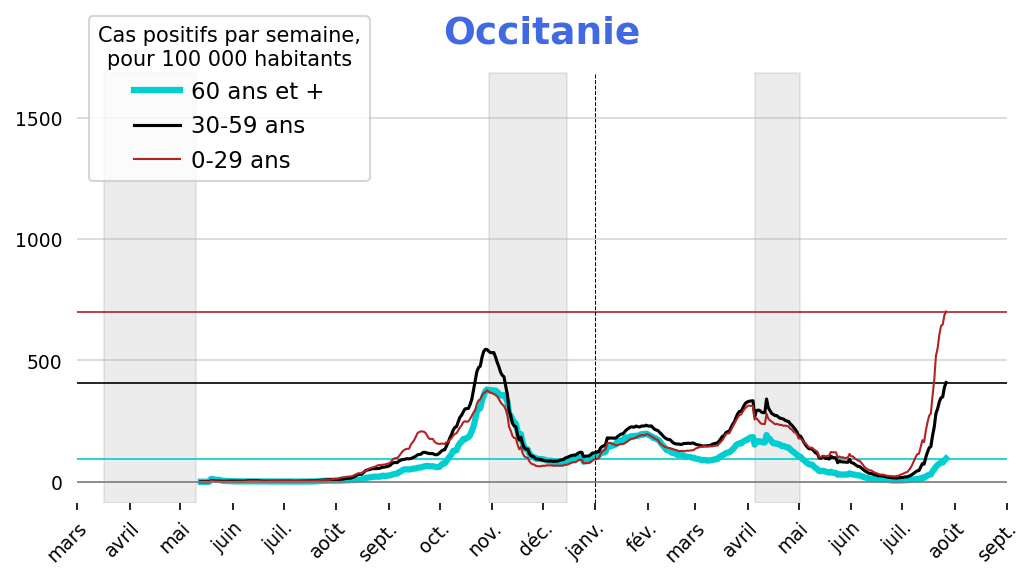 Occitanie
Cas positifs par semaine,
pour 100 000 habitants
60 ans et +
30-59 ans
0-29 ans
1500
1000
500
0
mars avril mai juin juil. août sept. oct. nov. déc. janv. fév. mars avril mai juin juil. août sept.